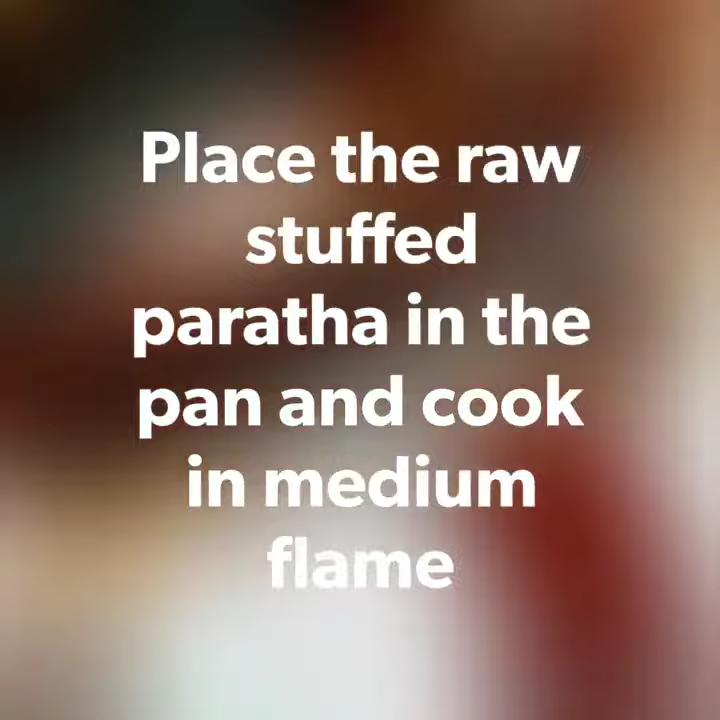 Place the raw
stuffed
paratha in the
pan and cook
in medium
flame